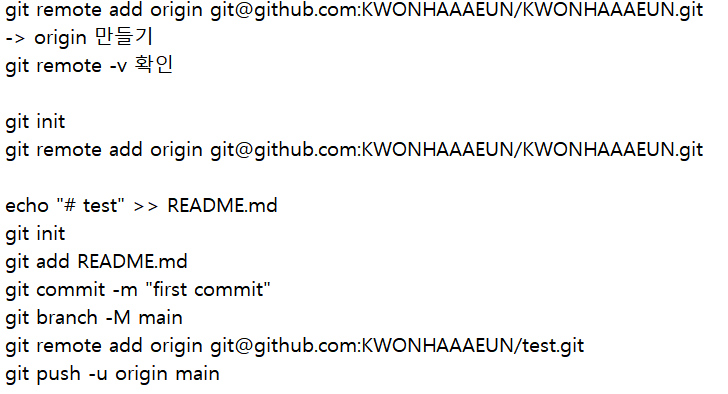 git remote add origin git@github.com:KWONHAAAEUN/KWONHAAAEUN.git
-> origin 만들기
git remote -v 확인
git init
git remote add origin git@github.com:KWONHAAAEUN/KWONHAAAEUN.git
echo "# test" >> README.md
git init
git add README.md
git commit -m "first commit"
git branch -M main
git remote add origin git@github.com:KWONHAAAEUN/test.git
git push -u origin main